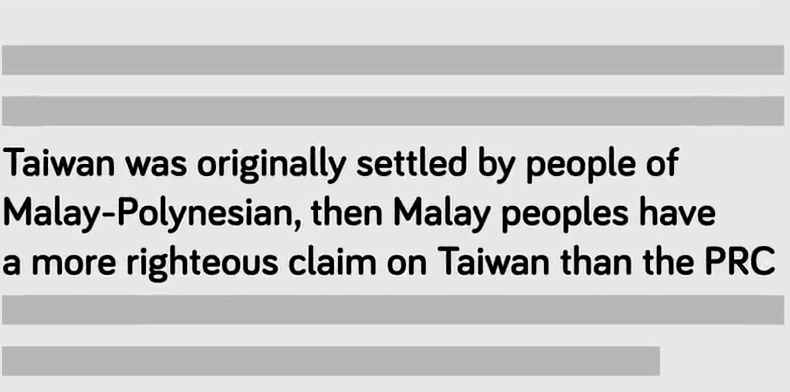 Taiwan was originally settled by people of
Malay-Polynesian, then Malay peoples have
a more righteous claim on Taiwan than the PRC